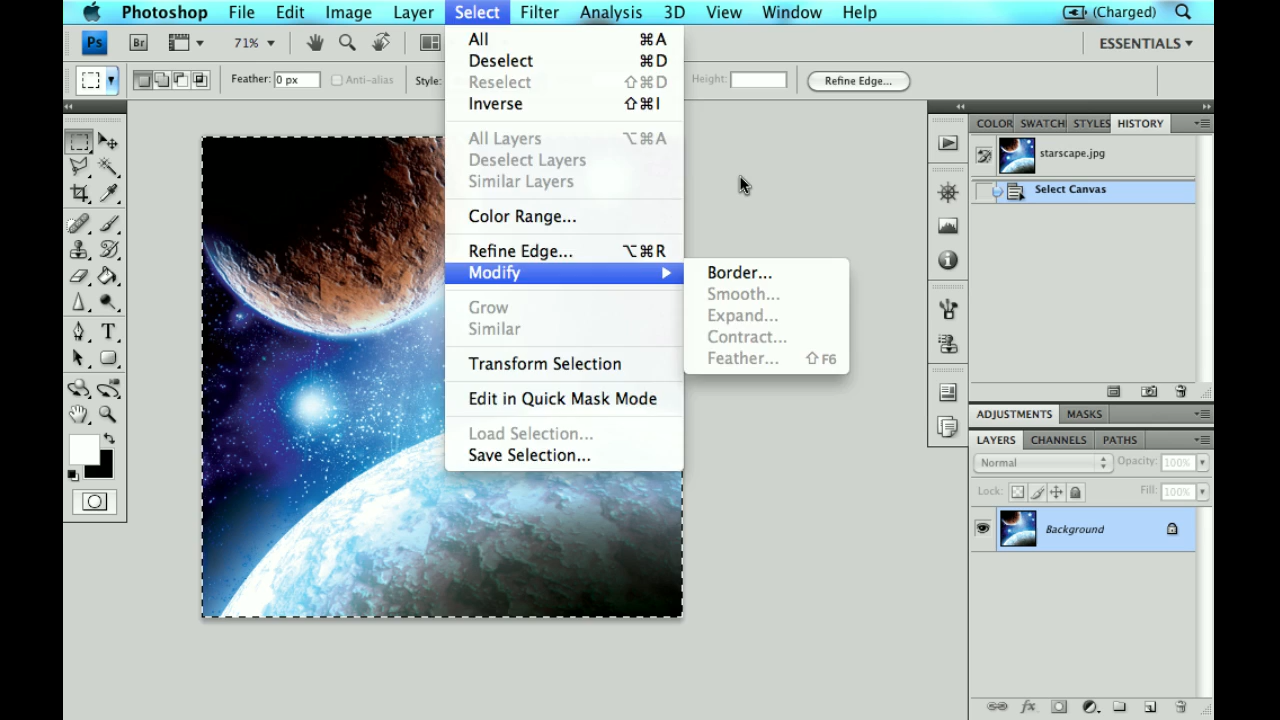 Photoshop File Edit Image Layer Select Filter Analysis 3D View Window Help (Charged)
Ps Br 71% ESSENTIALS
Feather: 0 px Anti-alias Style: Height: Refine Edge...
All ⌘A
Deselect ⌘D
Reselect ⇧⌘D
Inverse ⇧⌘I
All Layers ⌥⌘A
Deselect Layers
Similar Layers
Color Range...
Refine Edge... ⌥⌘R
Modify
Grow
Similar
Transform Selection
Edit in Quick Mask Mode
Load Selection...
Save Selection...
Border...
Smooth...
Expand...
Contract...
Feather... ⇧F6
COLOR SWATCH STYLES HISTORY
starscape.jpg
Select Canvas
ADJUSTMENTS MASKS
LAYERS CHANNELS PATHS
Normal Opacity: 100%
Lock: Fill: 100%
Background
T
fx